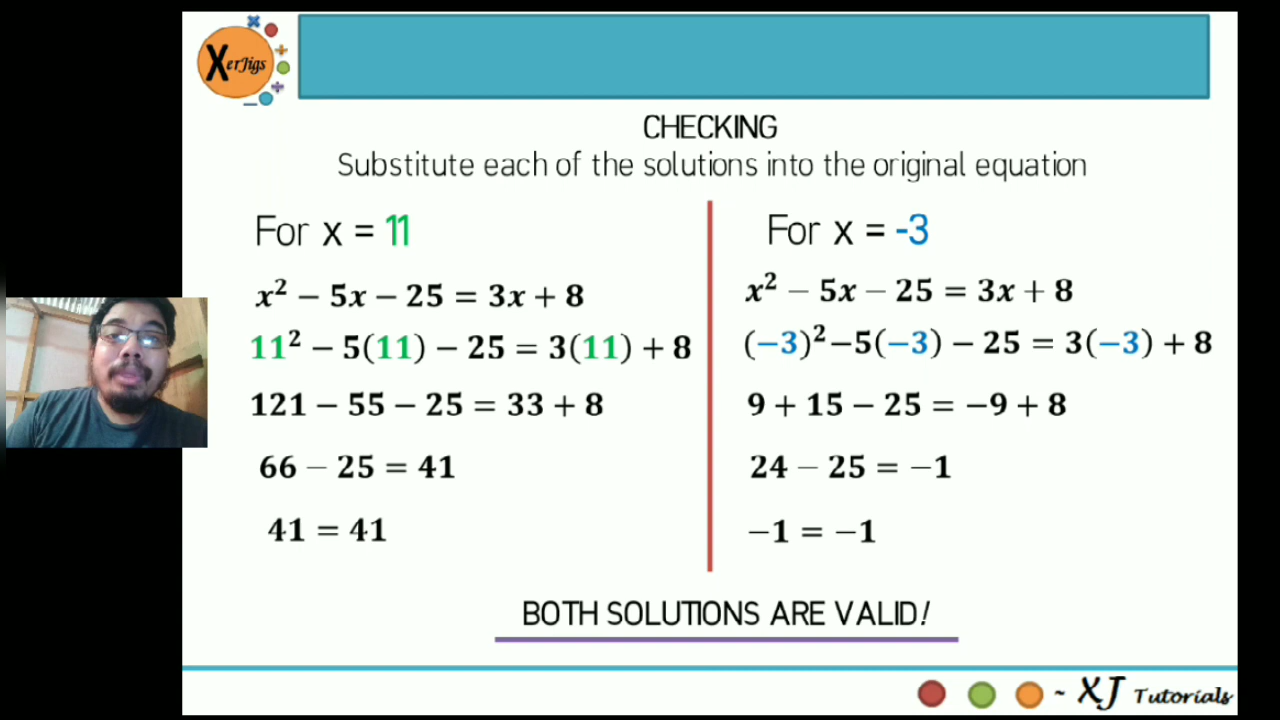 XerJigs
CHECKING
Substitute each of the solutions into the original equation
For x = 11
x² − 5x − 25 = 3x + 8
11² − 5(11) − 25 = 3(11) + 8
121 − 55 − 25 = 33 + 8
66 − 25 = 41
41 = 41
For x = -3
x² − 5x − 25 = 3x + 8
(−3)²−5(−3) − 25 = 3(−3) + 8
9 + 15 − 25 = −9 + 8
24 − 25 = −1
−1 = −1
BOTH SOLUTIONS ARE VALID!
~ XJ Tutorials